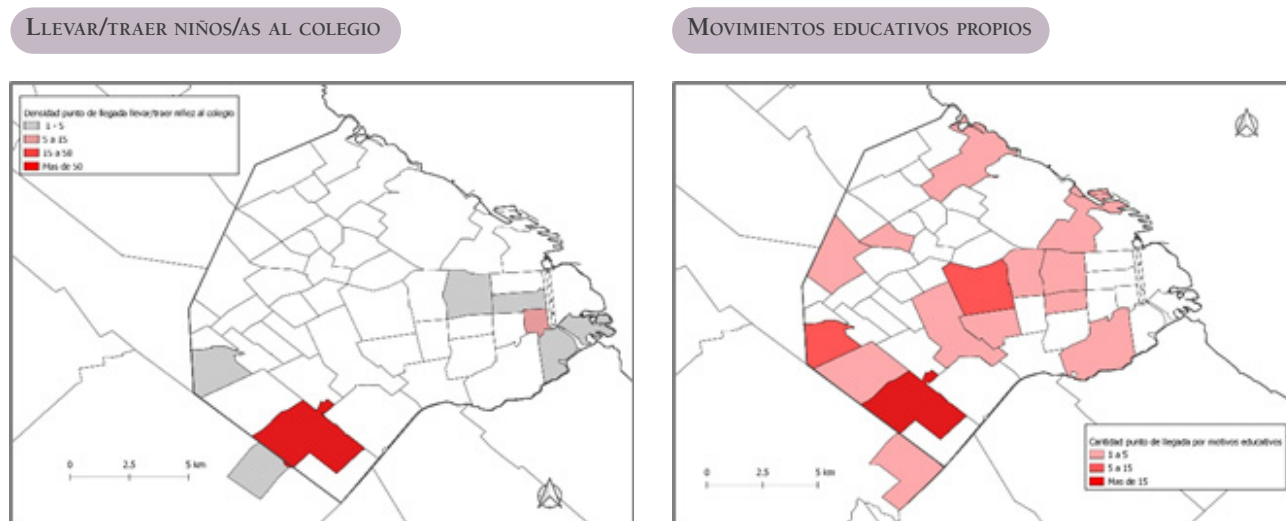 LLEVAR/TRAER NIÑOS/AS AL COLEGIO
MOVIMIENTOS EDUCATIVOS PROPIOS
Densidad punto de llegada llevar/traer niñez al colegio
1 - 5
5 a 15
15 a 50
Mas de 50
0 2.5 5 km
Cantidad punto de llegada por motivos educativos
1 a 5
5 a 15
Mas de 15
0 2.5 5 km